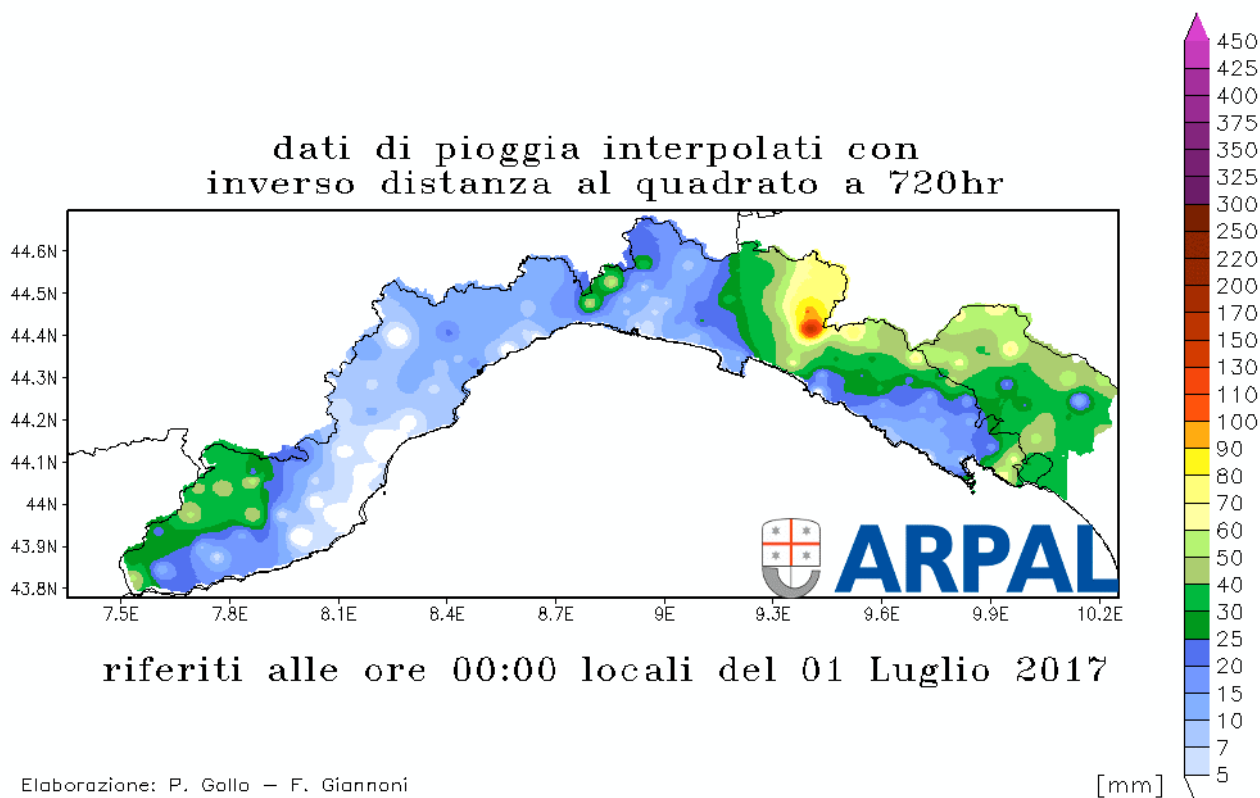 dati di pioggia interpolati con
inverso distanza al quadrato a 720hr
44.6N
44.5N
44.4N
44.3N
44.2N
44.1N
44N
43.9N
43.8N
7.5E 7.8E 8.1E 8.4E 8.7E 9E 9.3E 9.6E 9.9E 10.2E
ARPAL
riferiti alle ore 00:00 locali del 01 Luglio 2017
Elaborazione: P. Gollo – F. Giannoni
[mm]
450
425
400
375
350
325
300
250
220
200
170
150
130
110
100
90
80
70
60
50
40
30
25
20
15
10
7
5